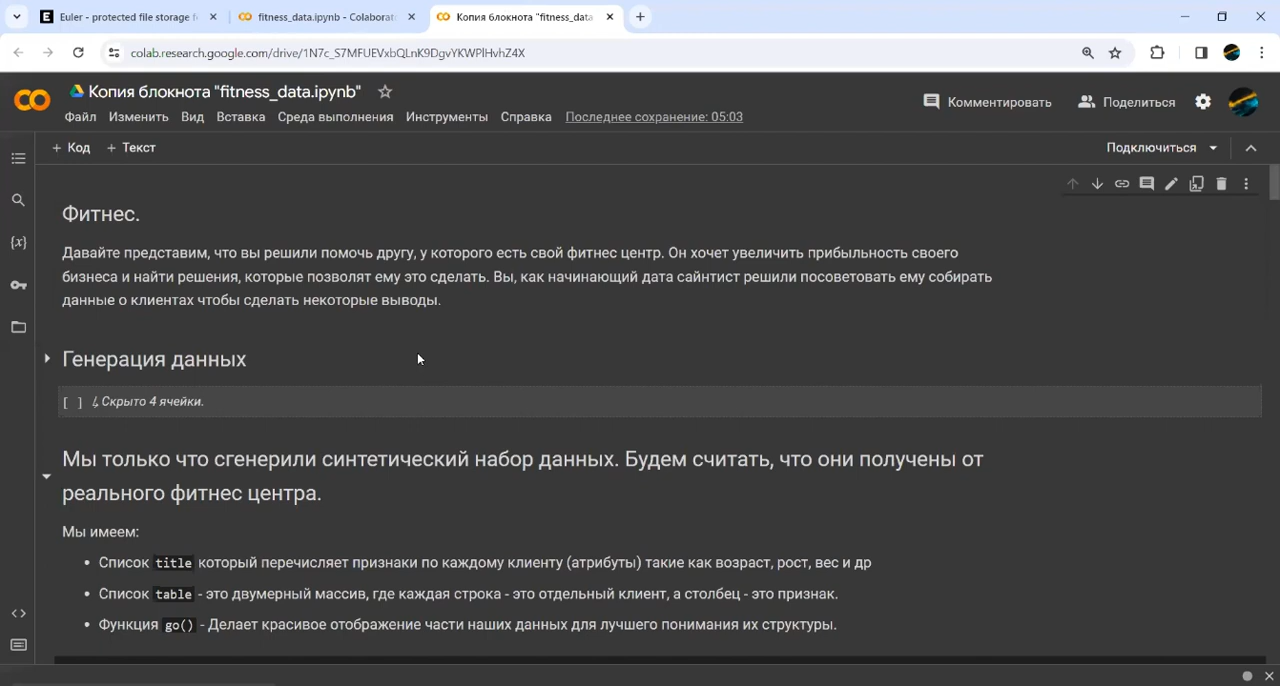 Euler - protected file storage f
fitness_data.ipynb - Colaborat
Копия блокнота "fitness_data
colab.research.google.com/drive/1N7c_S7MFUEVxbQLnK9DgvYKWPlHvhZ4X
Копия блокнота "fitness_data.ipynb"
Комментировать
Поделиться
Файл Изменить Вид Вставка Среда выполнения Инструменты Справка Последнее сохранение: 05:03
+ Код + Текст
Подключиться
Фитнес.
Давайте представим, что вы решили помочь другу, у которого есть свой фитнес центр. Он хочет увеличить прибыльность своего
бизнеса и найти решения, которые позволят ему это сделать. Вы, как начинающий дата сайнтист решили посоветовать ему собирать
данные о клиентах чтобы сделать некоторые выводы.
Генерация данных
[ ] ↳ Скрыто 4 ячейки.
Мы только что сгенерили синтетический набор данных. Будем считать, что они получены от
реального фитнес центра.
Мы имеем:
• Список title который перечисляет признаки по каждому клиенту (атрибуты) такие как возраст, рост, вес и др
• Список table - это двумерный массив, где каждая строка - это отдельный клиент, а столбец - это признак.
• Функция go() - Делает красивое отображение части наших данных для лучшего понимания их структуры.